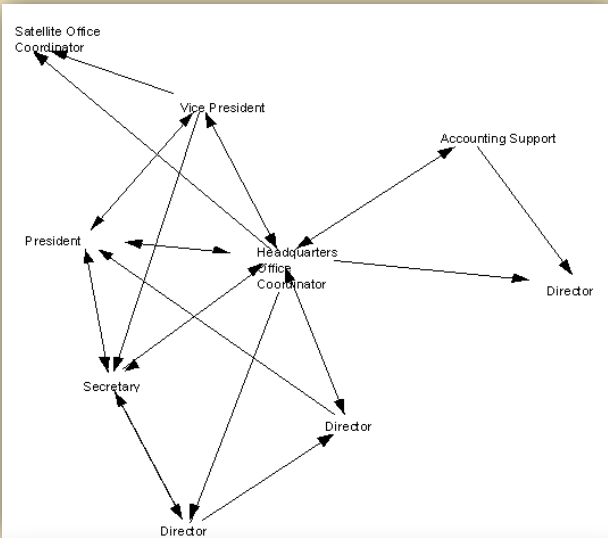 Satellite Office
Coordinator
Vice President
Accounting Support
President
Headquarters
Office
Coordinator
Director
Secretary
Director
Director